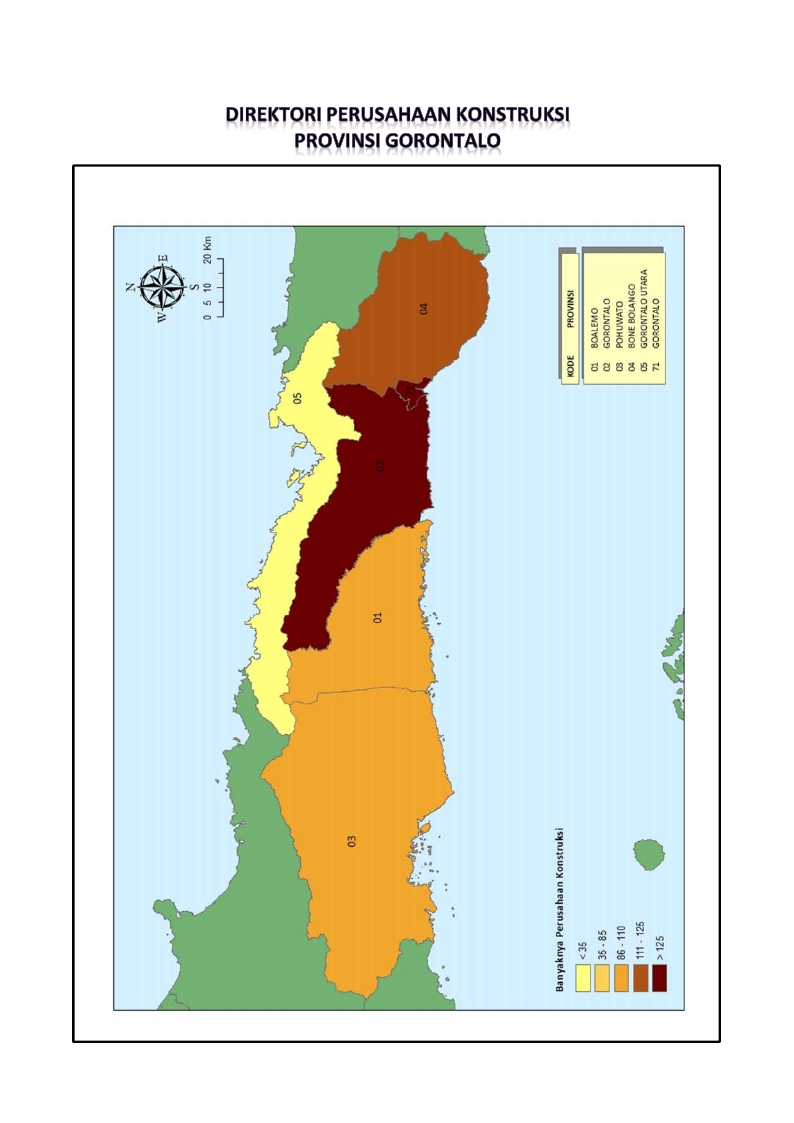 DIREKTORI PERUSAHAAN KONSTRUKSI
PROVINSI GORONTALO
N
W E
S
0 5 10 20 Km
05
04
02
01
03
KODE PROVINSI
01 BOALEMO
02 GORONTALO
03 POHUWATO
04 BONE BOLANGO
05 GORONTALO UTARA
71 GORONTALO
Banyaknya Perusahaan Konstruksi
< 35
35 - 85
86 - 110
111 - 125
> 125